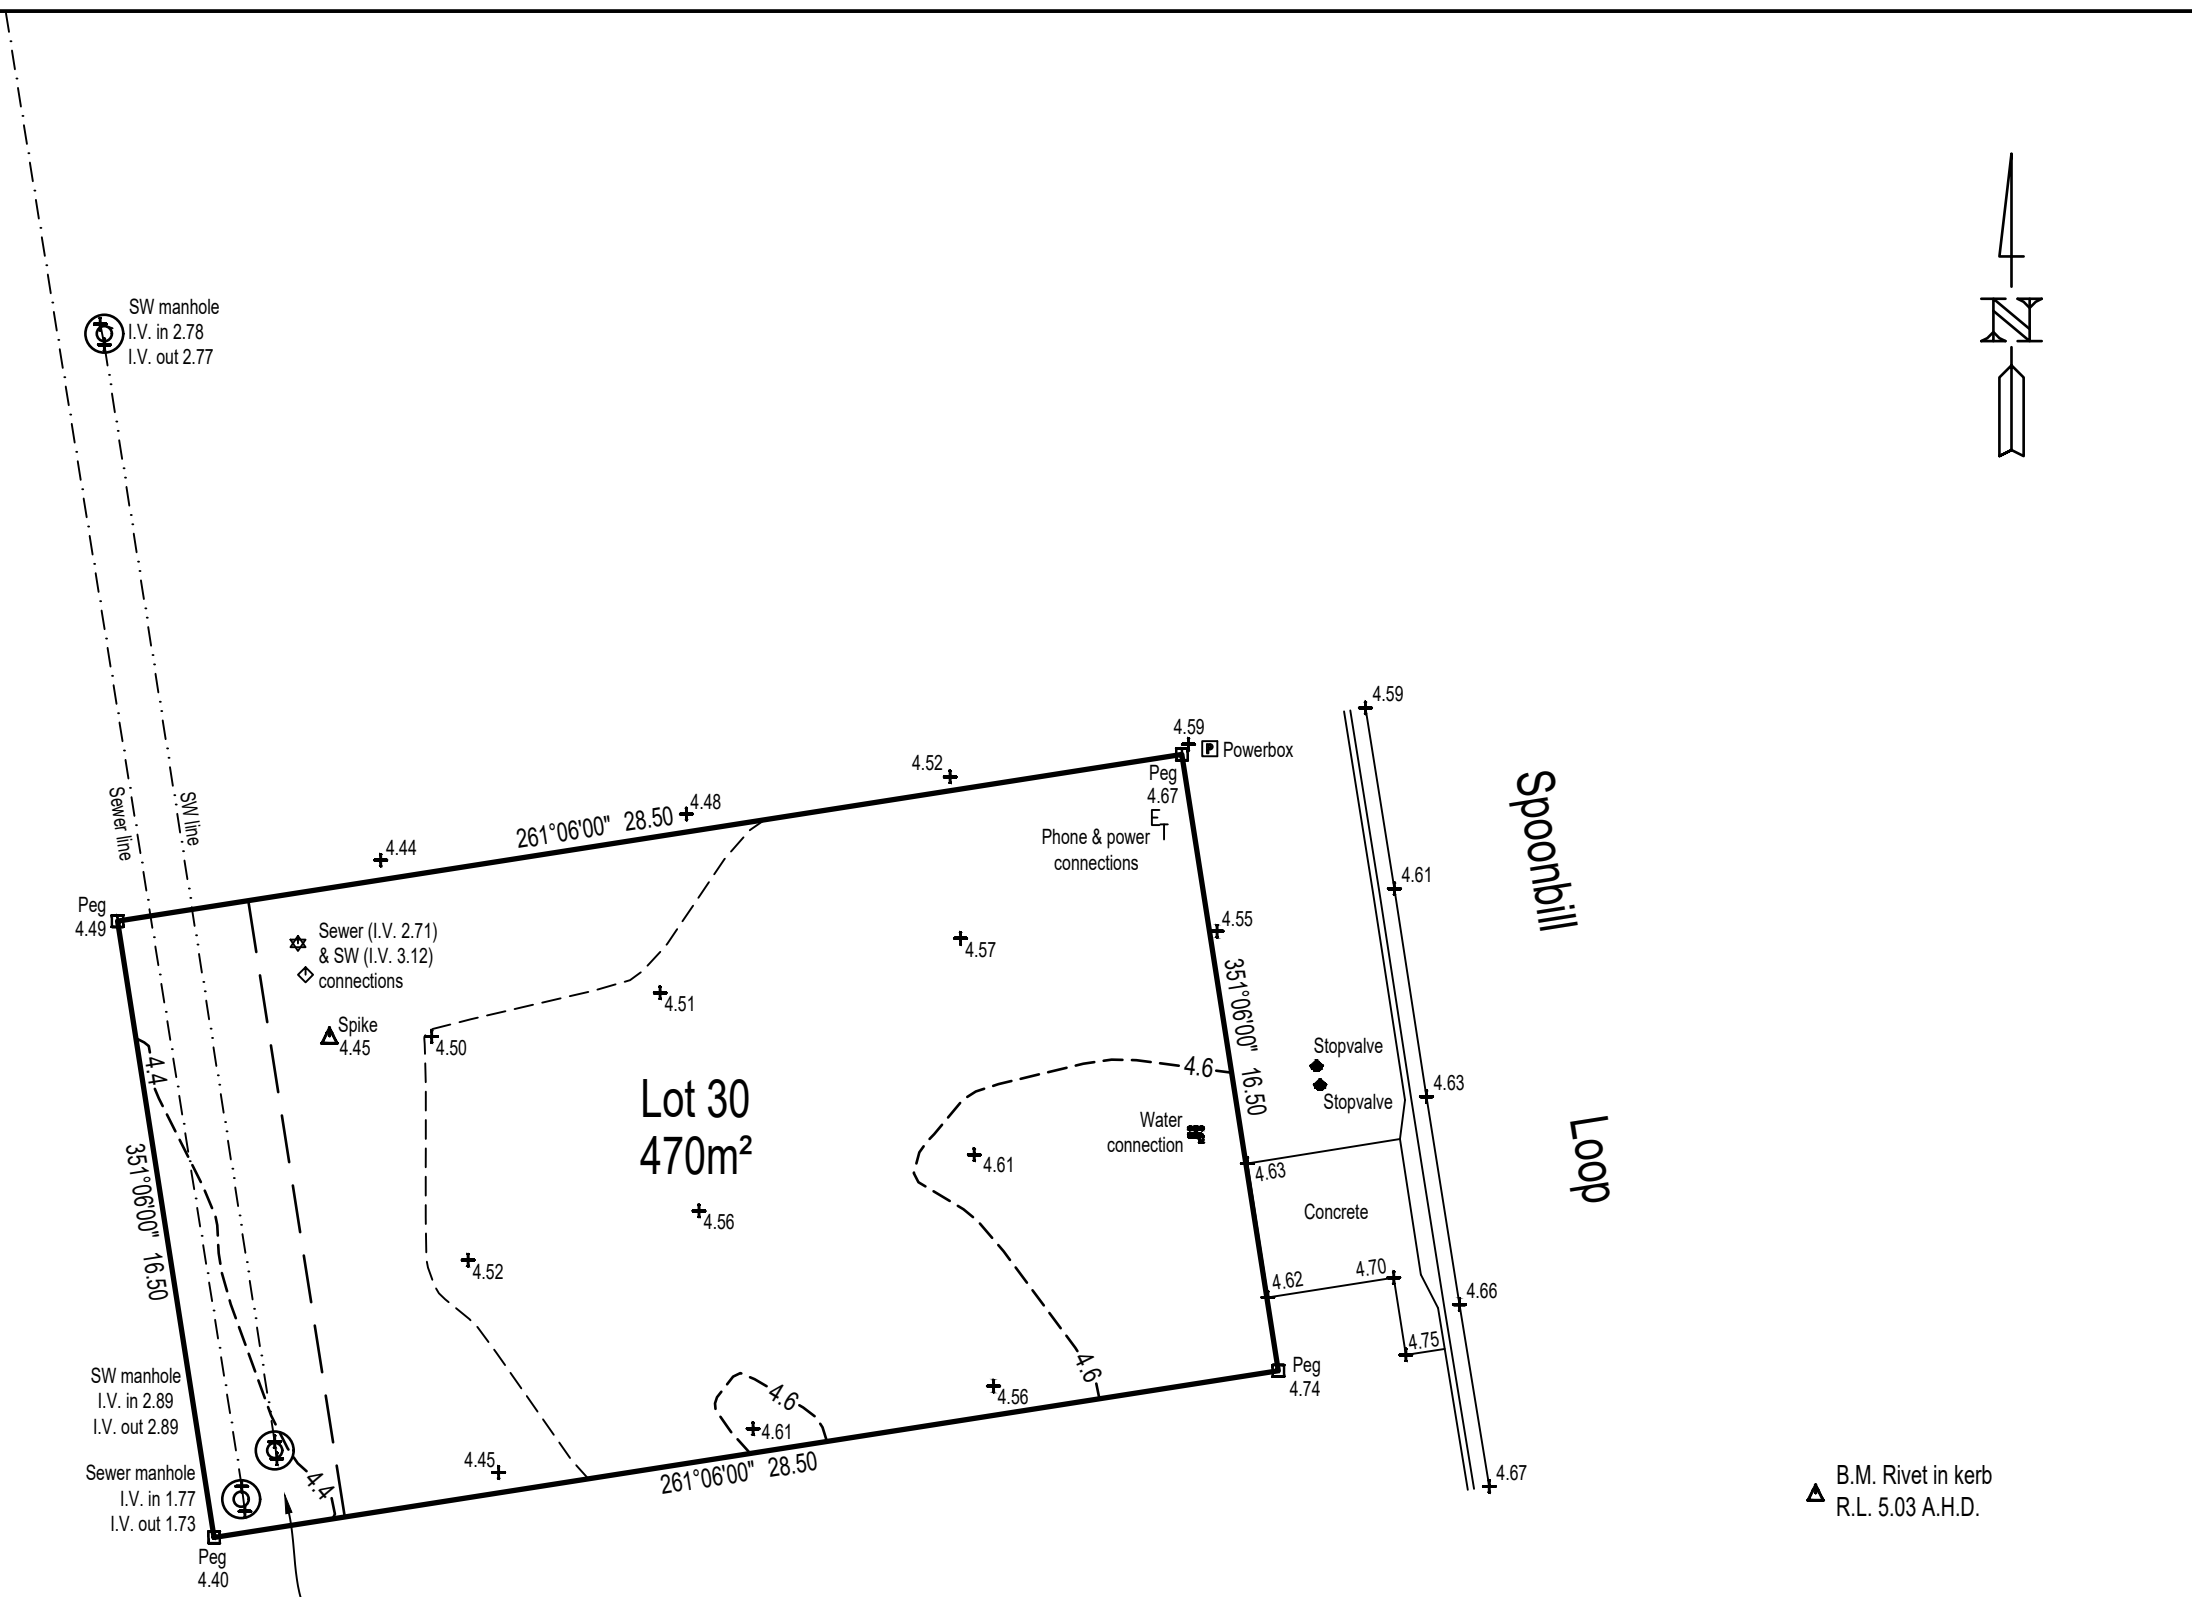 SW manhole
I.V. in 2.78
I.V. out 2.77
N
4.59
4.59
P Powerbox
4.52
Peg
4.67
E
T
Phone & power
connections
4.48
261°06'00" 28.50
4.44
Sewer line
SW line
Spoonbill
Loop
4.61
Peg
4.49
Sewer (I.V. 2.71)
& SW (I.V. 3.12)
connections
4.55
4.57
351°06'00" 16.50
4.51
Spike
4.45
4.50
4.4
Stopvalve
Stopvalve
4.6
4.63
Lot 30
470m²
Water
connection
4.61
4.63
351°06'00" 16.50
4.56
Concrete
4.52
4.62
4.70
4.66
4.75
SW manhole
I.V. in 2.89
I.V. out 2.89
4.6
4.6
4.56
Peg
4.74
4.61
4.45
261°06'00" 28.50
Sewer manhole
I.V. in 1.77
I.V. out 1.73
4.4
4.67
B.M. Rivet in kerb
R.L. 5.03 A.H.D.
Peg
4.40